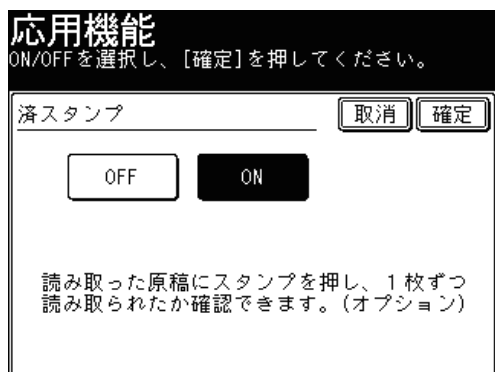 応用機能
ON/OFFを選択し、[確定]を押してください。
済スタンプ 取消 確定
OFF ON
読み取った原稿にスタンプを押し、1枚ずつ
読み取られたか確認できます。(オプション)